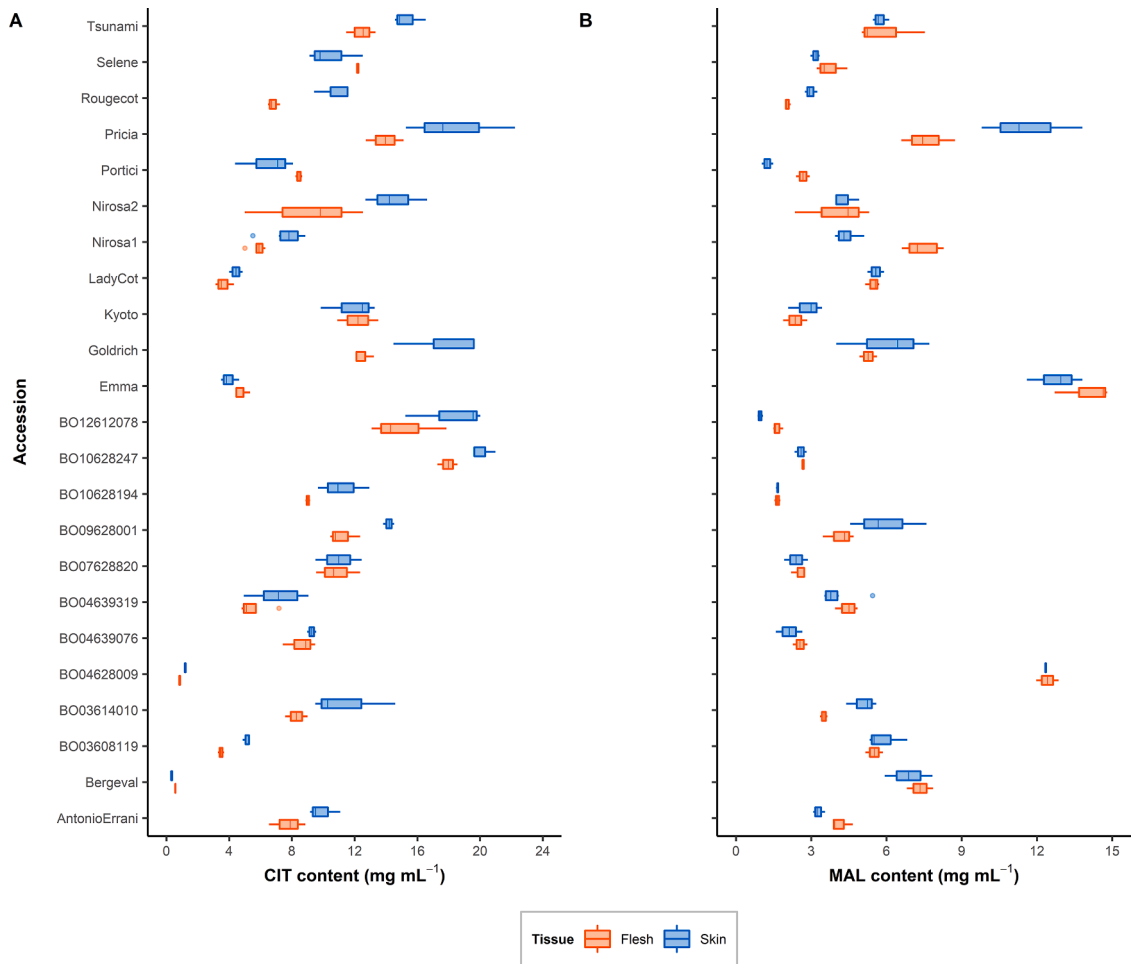 A
B
Accession
Tsunami
Selene
Rougecot
Pricia
Portici
Nirosa2
Nirosa1
LadyCot
Kyoto
Goldrich
Emma
BO12612078
BO10628247
BO10628194
BO09628001
BO07628820
BO04639319
BO04639076
BO04628009
BO03614010
BO03608119
Bergeval
AntonioErrani
0 4 8 12 16 20 24
0 3 6 9 12 15
CIT content (mg mL⁻¹)
MAL content (mg mL⁻¹)
Tissue Flesh Skin